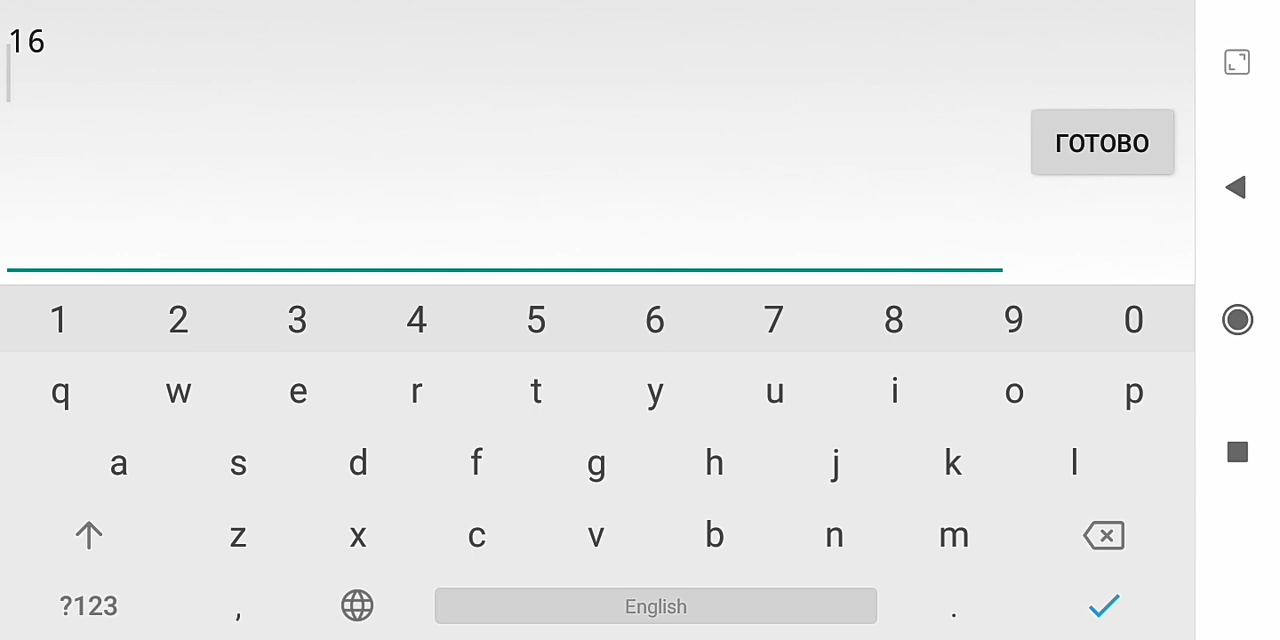 16
ГОТОВО
1 2 3 4 5 6 7 8 9 0
q w e r t y u i o p
a s d f g h j k l
z x c v b n m
?123 , English .